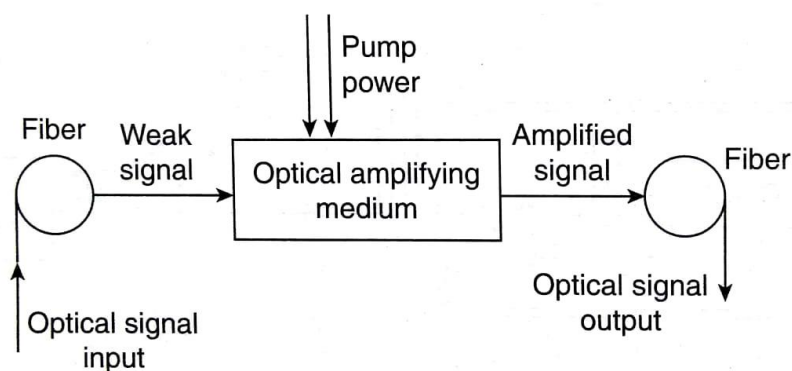 Pump
power
Fiber
Weak
signal
Optical amplifying
medium
Amplified
signal
Fiber
Optical signal
input
Optical signal
output